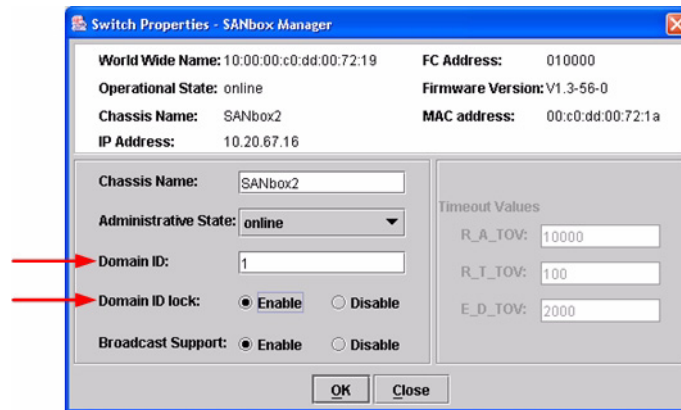 Switch Properties - SANbox Manager
World Wide Name: 10:00:00:c0:dd:00:72:19
FC Address: 010000
Operational State: online
Firmware Version: V1.3-56-0
Chassis Name: SANbox2
MAC address: 00:c0:dd:00:72:1a
IP Address: 10.20.67.16
Chassis Name: SANbox2
Administrative State: online
Domain ID: 1
Domain ID lock: Enable Disable
Broadcast Support: Enable Disable
Timeout Values
R_A_TOV: 10000
R_T_TOV: 100
E_D_TOV: 2000
OK Close